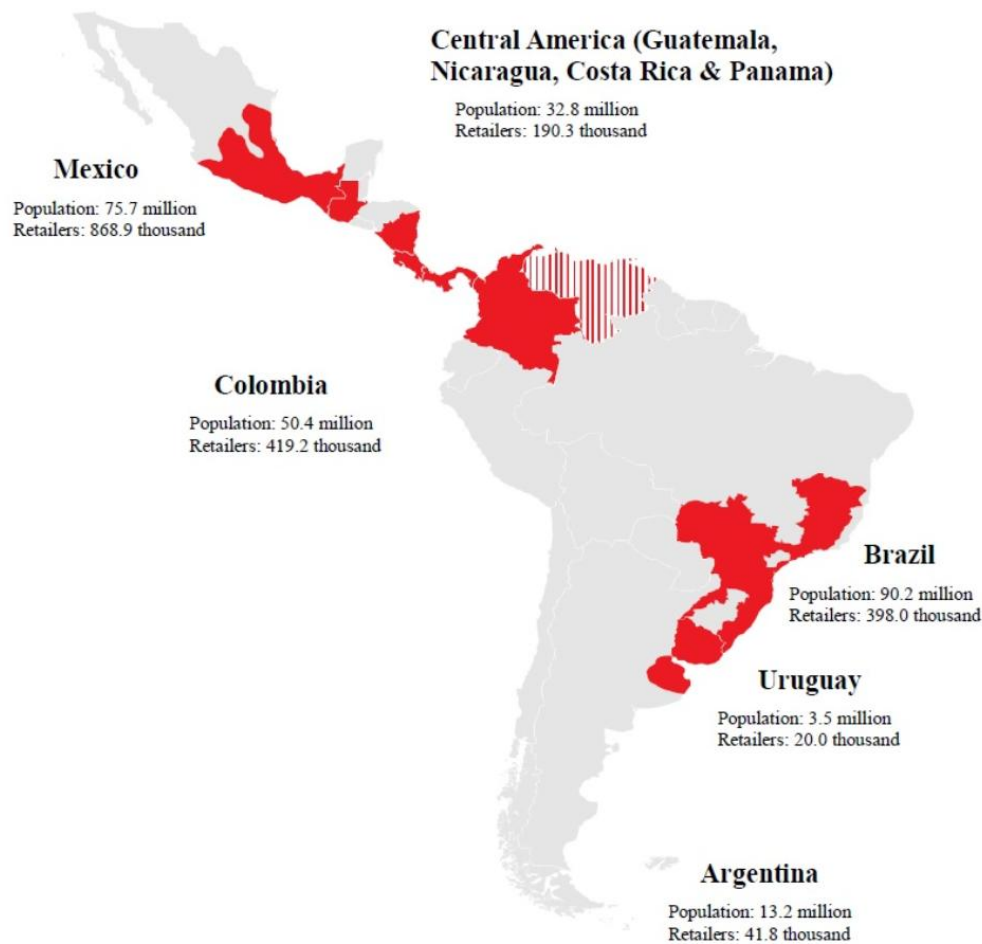 Central America (Guatemala,
Nicaragua, Costa Rica & Panama)
Population: 32.8 million
Retailers: 190.3 thousand
Mexico
Population: 75.7 million
Retailers: 868.9 thousand
Colombia
Population: 50.4 million
Retailers: 419.2 thousand
Brazil
Population: 90.2 million
Retailers: 398.0 thousand
Uruguay
Population: 3.5 million
Retailers: 20.0 thousand
Argentina
Population: 13.2 million
Retailers: 41.8 thousand